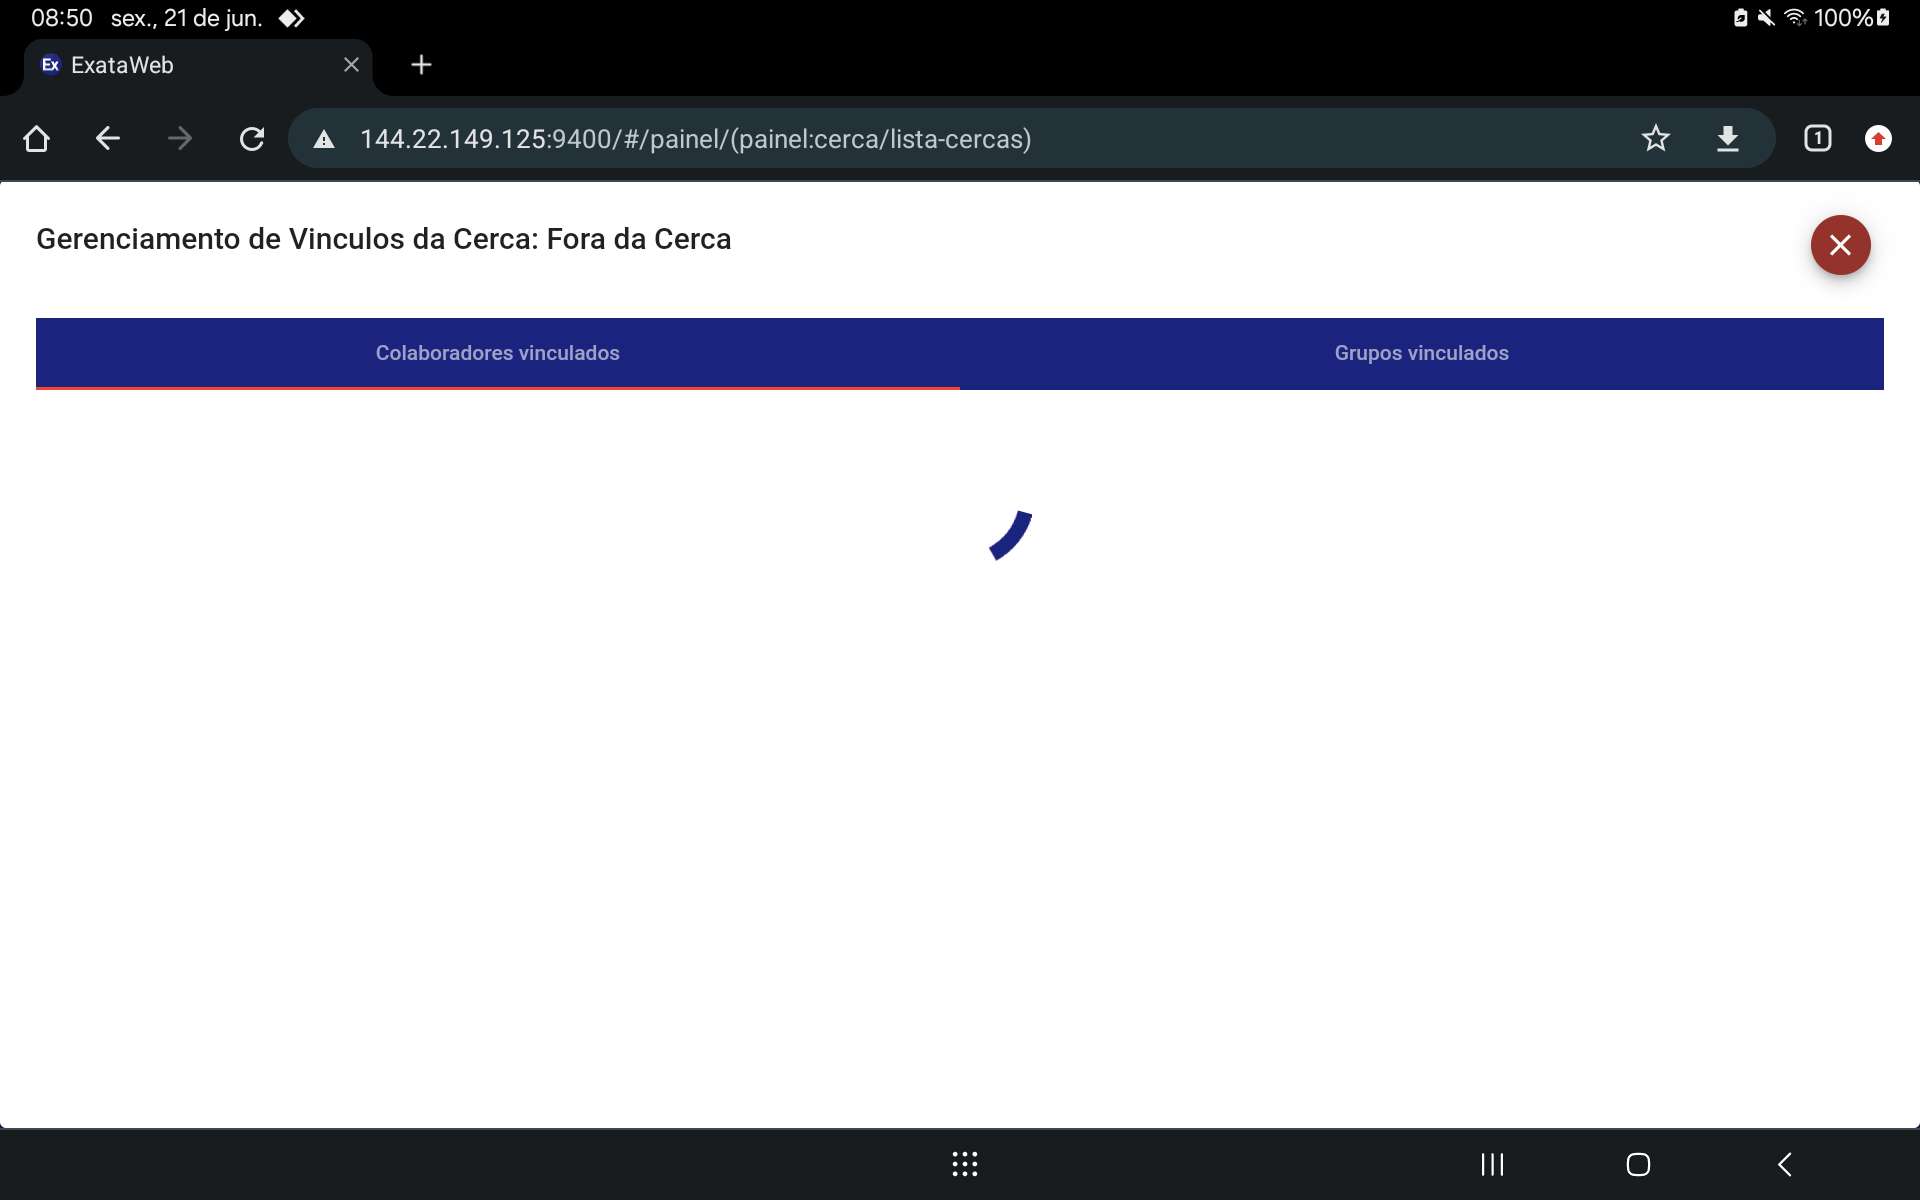 08:50 sex., 21 de jun. 100%
Ex ExataWeb
144.22.149.125:9400/#/painel/(painel:cerca/lista-cercas) 1
Gerenciamento de Vinculos da Cerca: Fora da Cerca
Colaboradores vinculados Grupos vinculados